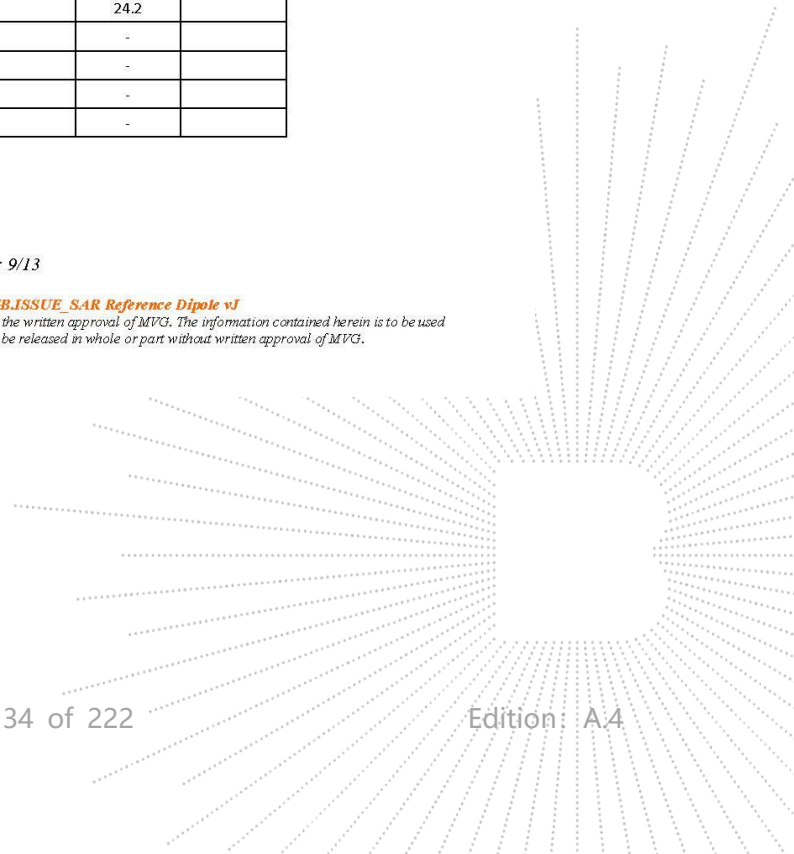 24.2
-
-
-
-
: 9/13
B.ISSUE_SAR Reference Dipole vJ
the written approval of MVG. The information contained herein is to be used
be released in whole or part without written approval of MVG.
34 of 222
Edition: A.4